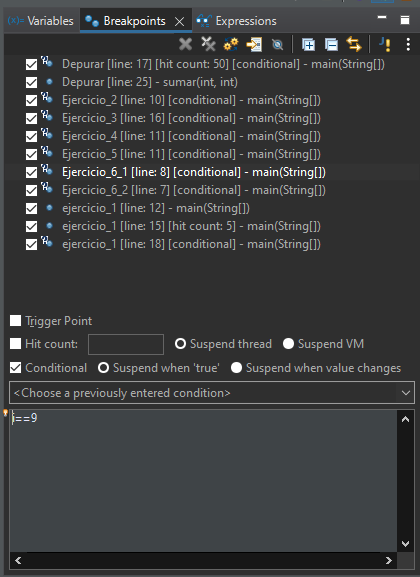 (x)= Variables Breakpoints Expressions
Depurar [line: 17] [hit count: 50] [conditional] - main(String[])
Depurar [line: 25] - sumar(int, int)
Ejercicio_2 [line: 10] [conditional] - main(String[])
Ejercicio_3 [line: 16] [conditional] - main(String[])
Ejercicio_4 [line: 11] [conditional] - main(String[])
Ejercicio_5 [line: 11] [conditional] - main(String[])
Ejercicio_6_1 [line: 8] [conditional] - main(String[])
Ejercicio_6_2 [line: 7] [conditional] - main(String[])
ejercicio_1 [line: 12] - main(String[])
ejercicio_1 [line: 15] [hit count: 5] - main(String[])
ejercicio_1 [line: 18] [conditional] - main(String[])
Trigger Point
Hit count: Suspend thread Suspend VM
Conditional Suspend when 'true' Suspend when value changes
<Choose a previously entered condition>
i==9